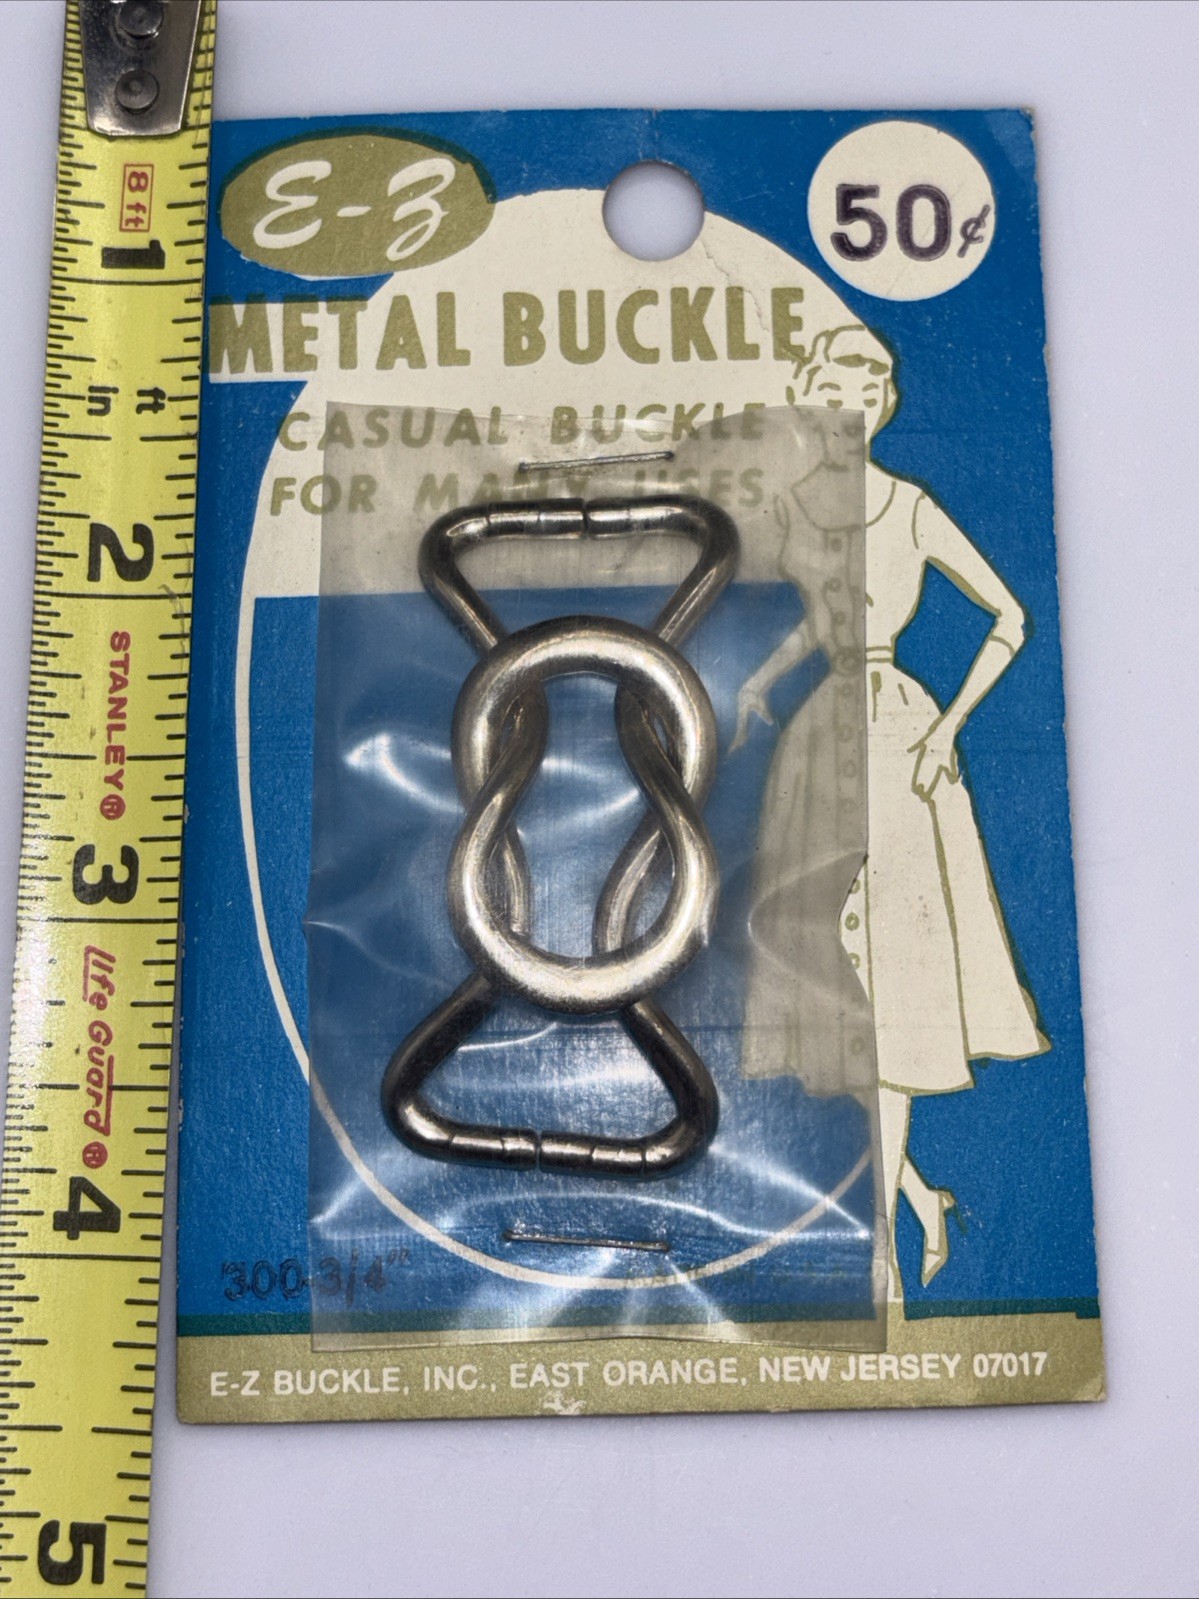 E-Z
50¢
METAL BUCKLE
CASUAL BUCKLE
FOR MANY USES
300-3/4"
E-Z BUCKLE, INC., EAST ORANGE, NEW JERSEY 07017
8 ft
1
in ft
2
STANLEY®
3
life Guard®
4
5